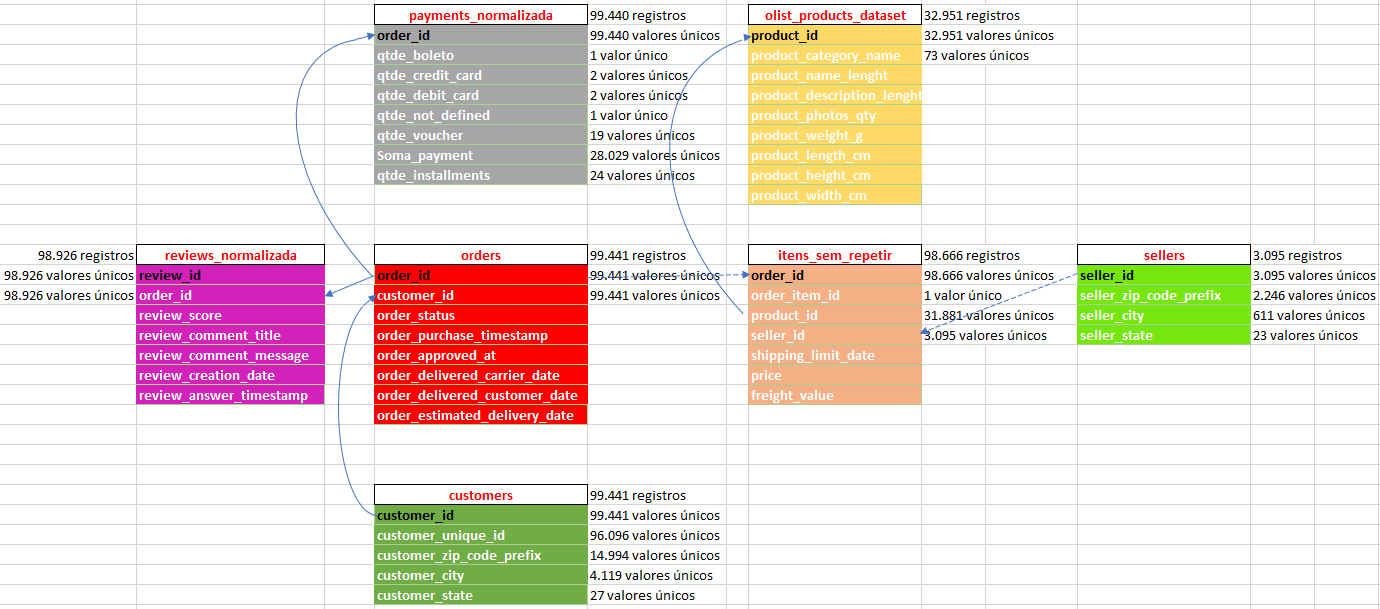 payments_normalizada 99.440 registros
order_id 99.440 valores únicos
qtde_boleto 1 valor único
qtde_credit_card 2 valores únicos
qtde_debit_card 2 valores únicos
qtde_not_defined 1 valor único
qtde_voucher 19 valores únicos
Soma_payment 28.029 valores únicos
qtde_installments 24 valores únicos
olist_products_dataset 32.951 registros
product_id 32.951 valores únicos
product_category_name 73 valores únicos
product_name_lenght
product_description_lenght
product_photos_qty
product_weight_g
product_length_cm
product_height_cm
product_width_cm
98.926 registros reviews_normalizada
98.926 valores únicos review_id
98.926 valores únicos order_id
review_score
review_comment_title
review_comment_message
review_creation_date
review_answer_timestamp
orders 99.441 registros
order_id 99.441 valores únicos
customer_id 99.441 valores únicos
order_status
order_purchase_timestamp
order_approved_at
order_delivered_carrier_date
order_delivered_customer_date
order_estimated_delivery_date
itens_sem_repetir 98.666 registros
order_id 98.666 valores únicos
order_item_id 1 valor único
product_id 31.881 valores únicos
seller_id 3.095 valores únicos
shipping_limit_date
price
freight_value
sellers 3.095 registros
seller_id 3.095 valores únicos
seller_zip_code_prefix 2.246 valores únicos
seller_city 611 valores únicos
seller_state 23 valores únicos
customers 99.441 registros
customer_id 99.441 valores únicos
customer_unique_id 96.096 valores únicos
customer_zip_code_prefix 14.994 valores únicos
customer_city 4.119 valores únicos
customer_state 27 valores únicos